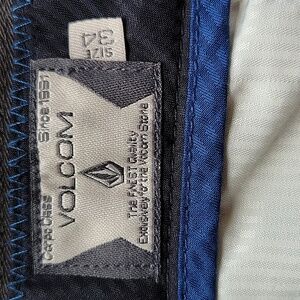 SIZE
34
Corpo Class Since 1991
VOLCOM
The FINEST Quality
Exclusively for the Volcom Stone